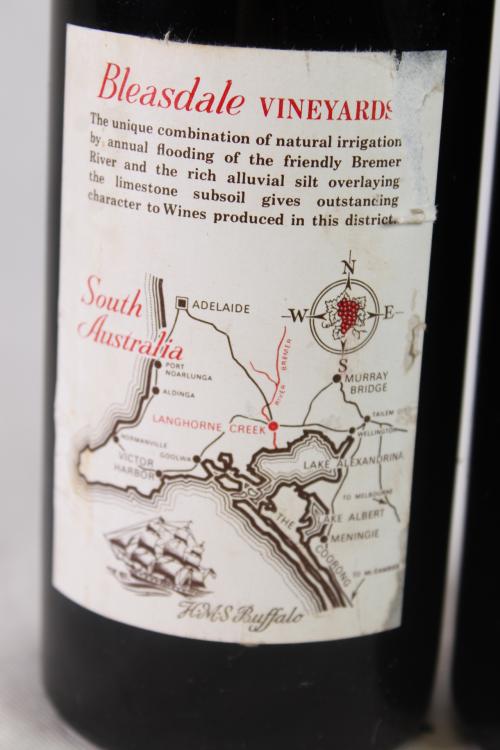 Bleasdale VINEYARDS
The unique combination of natural irrigation
by annual flooding of the friendly Bremer
River and the rich alluvial silt overlaying
the limestone subsoil gives outstanding
character to Wines produced in this district.
N
W E
S
South
Australia
ADELAIDE
RIVER BREMER
PORT
NOARLUNGA
MURRAY
BRIDGE
ALDINGA
TAILEM
LANGHORNE CREEK
WELLINGTON
NORMANVILLE
GOOLWA
VICTOR
HARBOR
LAKE ALEXANDRINA
TO MELBOURNE
THE
COORONG
LAKE ALBERT
MENINGIE
TO
H.M.S Buffalo